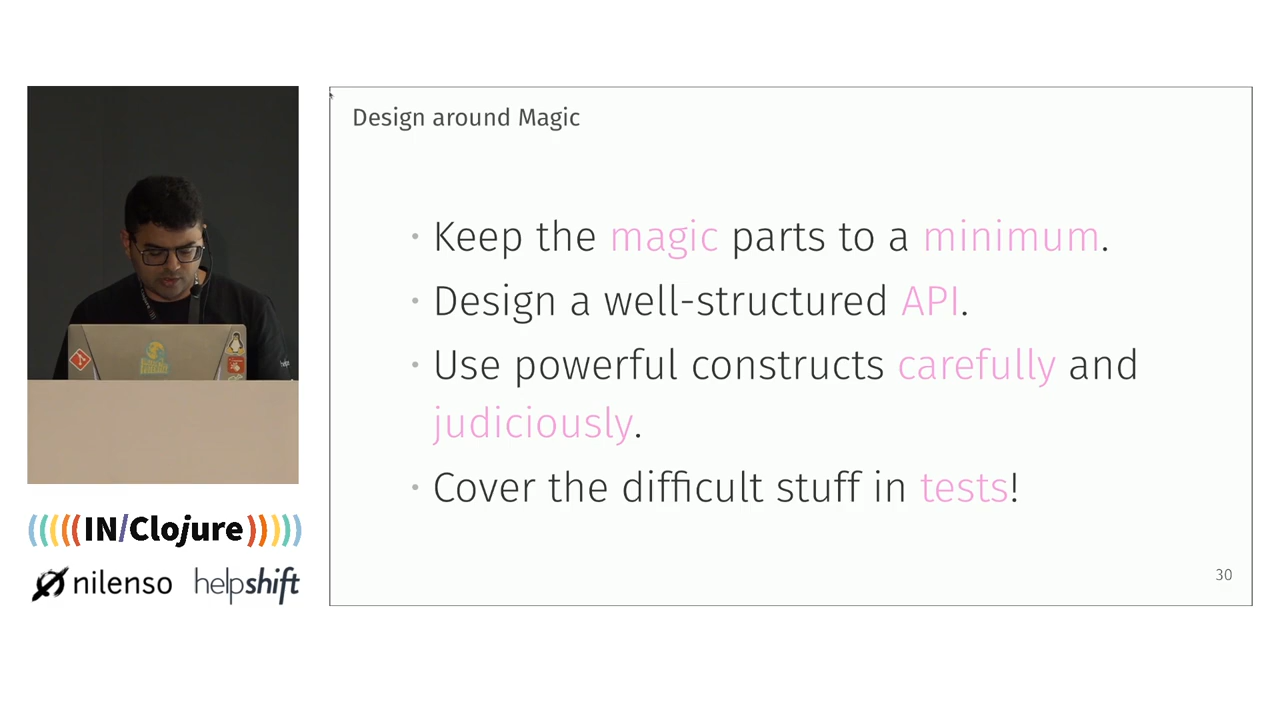 Design around Magic
• Keep the magic parts to a minimum.
• Design a well-structured API.
• Use powerful constructs carefully and
judiciously.
• Cover the difficult stuff in tests!
30
(((((IN/Clojure)))))
nilenso helpshift